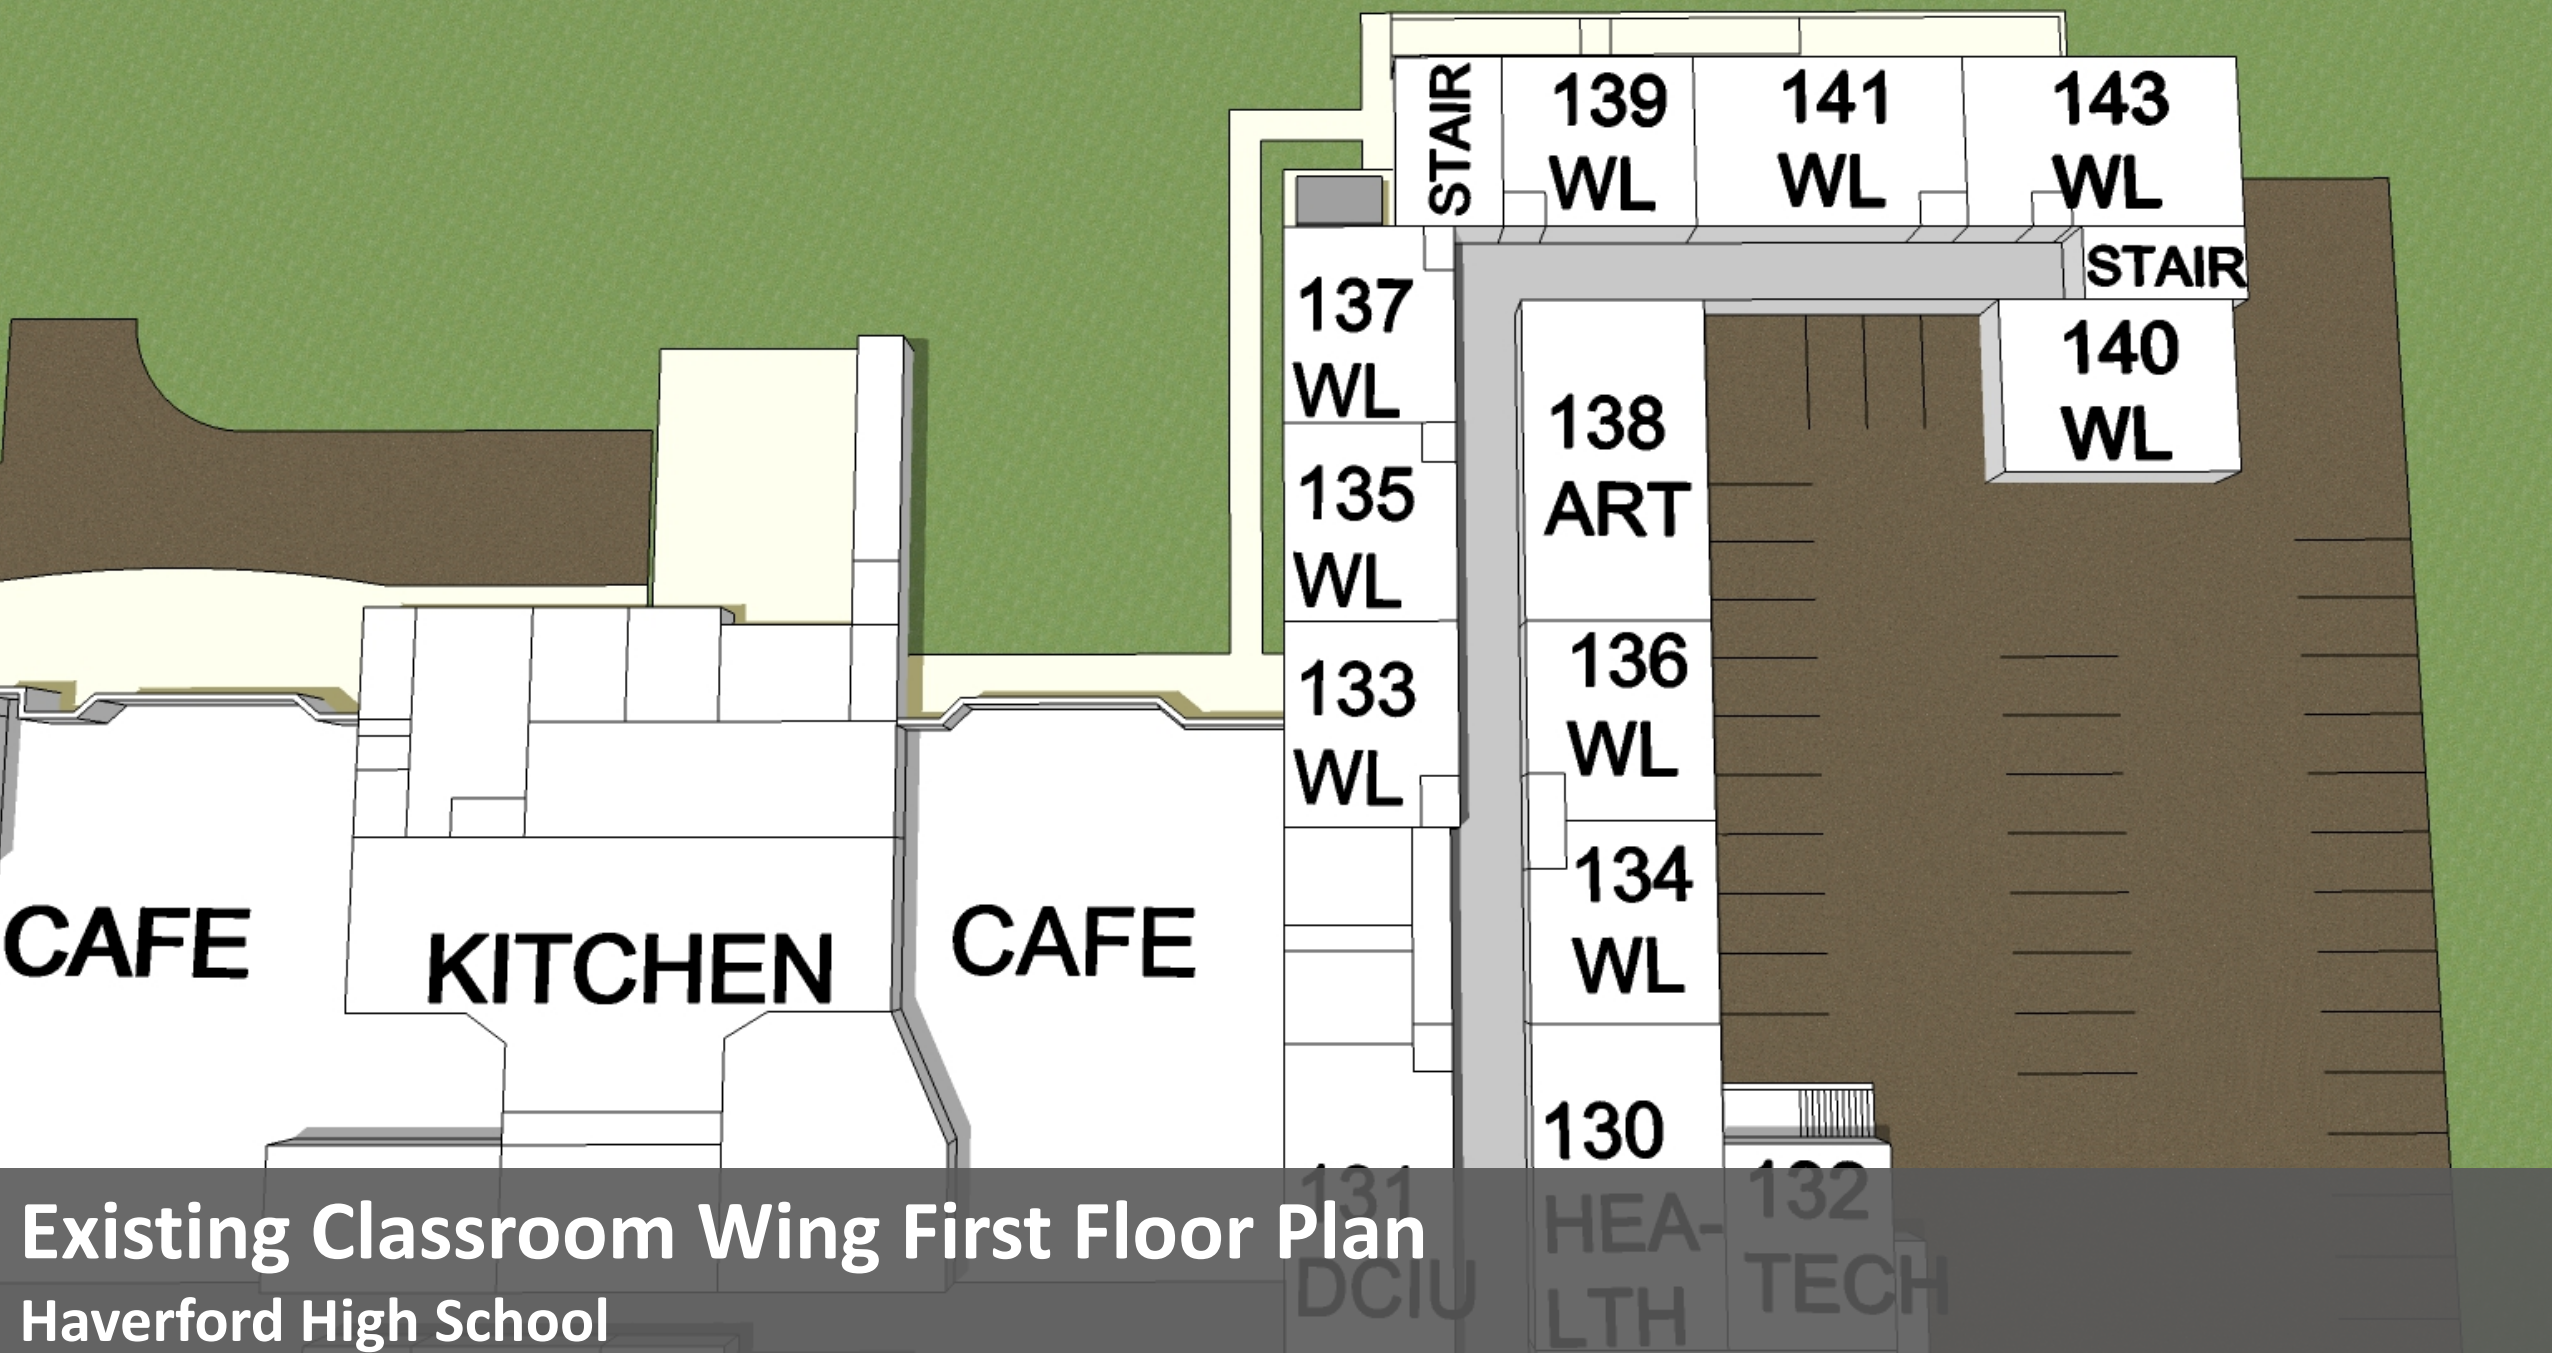 STAIR
139
WL
141
WL
143
WL
STAIR
137
WL
140
WL
138
ART
135
WL
136
WL
133
WL
134
WL
CAFE
KITCHEN
CAFE
130
HEA-
LTH
131
DCIU
132
TECH
Existing Classroom Wing First Floor Plan
Haverford High School